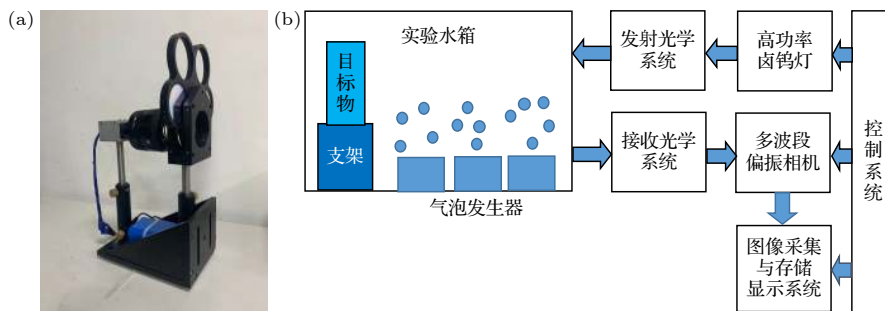 (a)
(b)
实验水箱
目
标
物
支架
气泡发生器
发射光学
系统
高功率
卤钨灯
接收光学
系统
多波段
偏振相机
图像采集
与存储
显示系统
控
制
系
统